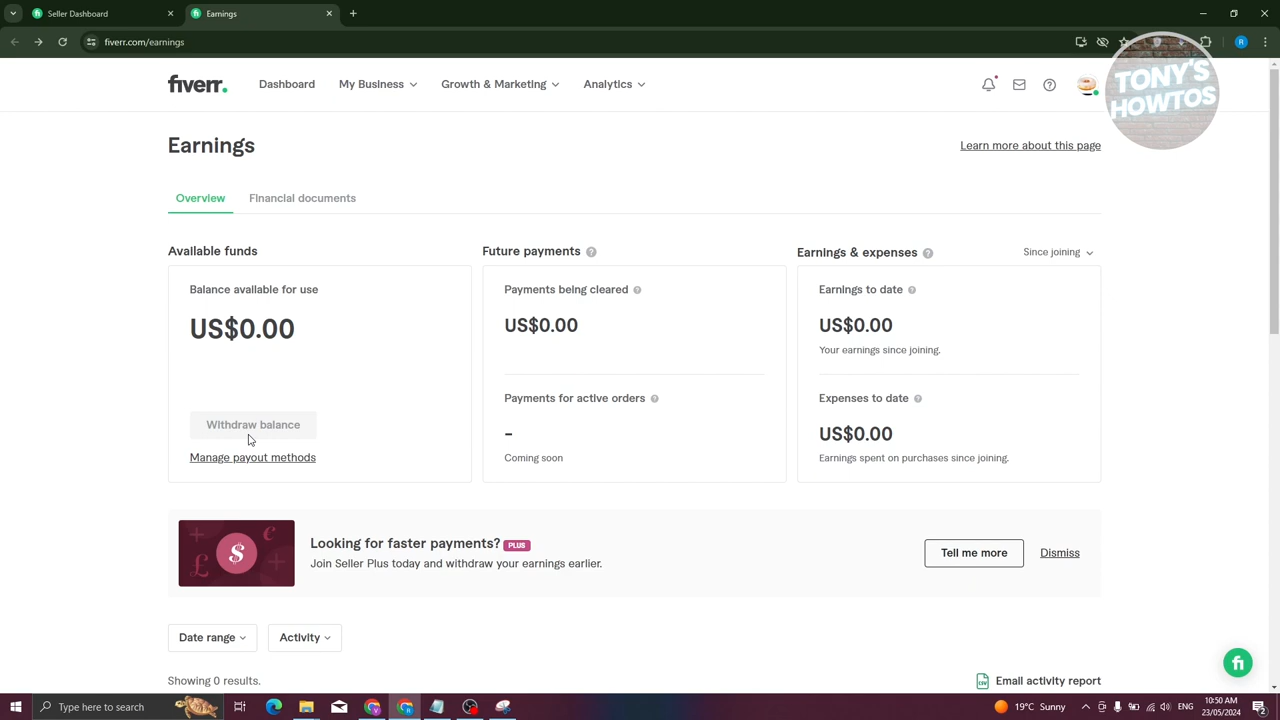 Seller Dashboard
Earnings
fiverr.com/earnings
R
TONY'S
HOWTOS
fiverr.
Dashboard
My Business
Growth & Marketing
Analytics
Earnings
Learn more about this page
Overview
Financial documents
Available funds
Balance available for use
US$0.00
Withdraw balance
Manage payout methods
Future payments
Payments being cleared
US$0.00
Payments for active orders
-
Coming soon
Earnings & expenses
Since joining
Earnings to date
US$0.00
Your earnings since joining.
Expenses to date
US$0.00
Earnings spent on purchases since joining.
Looking for faster payments? PLUS
Join Seller Plus today and withdraw your earnings earlier.
Tell me more
Dismiss
Date range
Activity
Showing 0 results.
CSV
Email activity report
fi
Type here to search
19°C Sunny
ENG
10:50 AM
23/05/2024